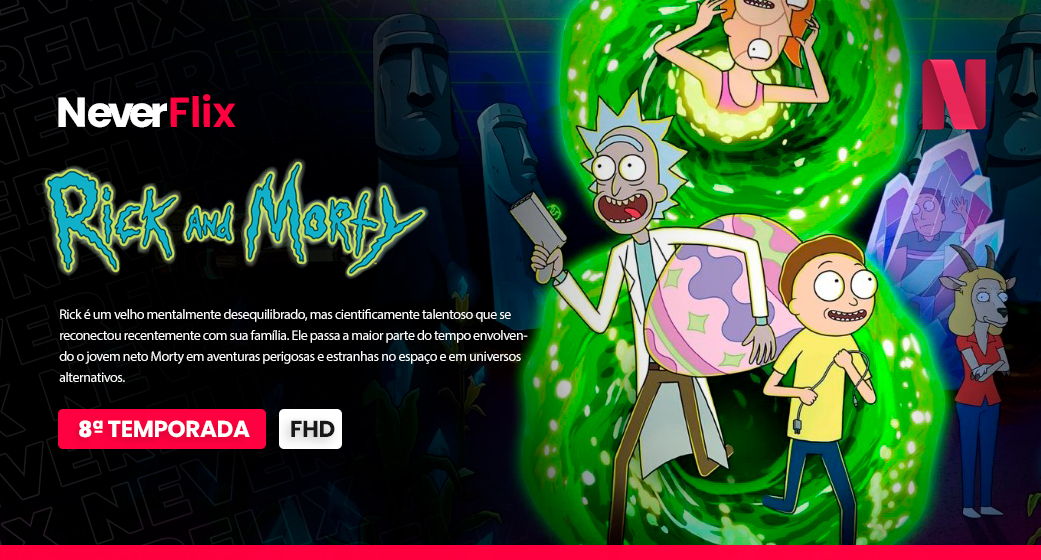 NeverFlix
N
Rick and Morty
Rick é um velho mentalmente desequilibrado, mas cientificamente talentoso que se
reconectou recentemente com sua família. Ele passa a maior parte do tempo envolven-
do o jovem neto Morty em aventuras perigosas e estranhas no espaço e em universos
alternativos.
8ª TEMPORADA
FHD